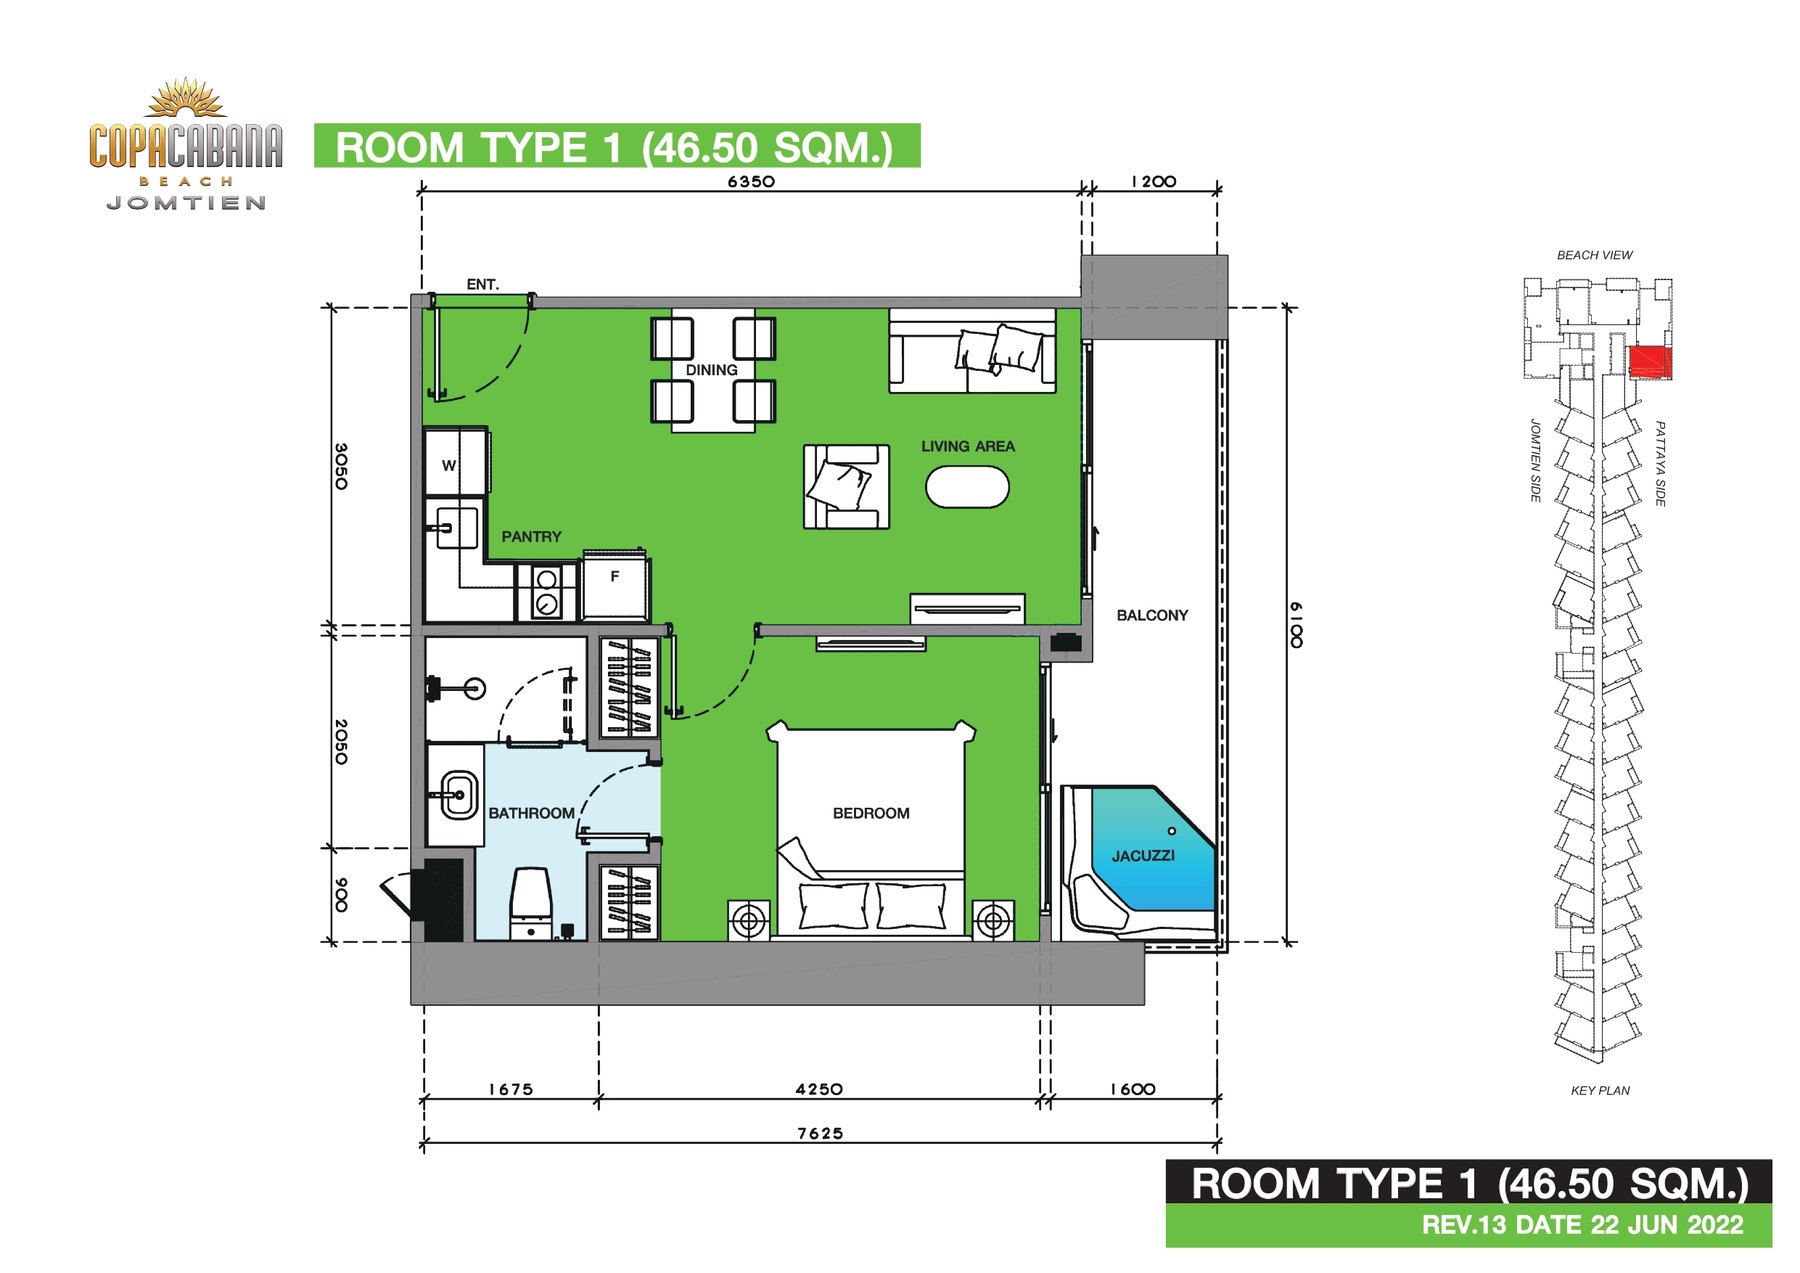 COPACABANA
BEACH
JOMTIEN
ROOM TYPE 1 (46.50 SQM.)
6350
1200
ENT.
DINING
LIVING AREA
W
PANTRY
F
BALCONY
BATHROOM
BEDROOM
JACUZZI
3050
2050
900
6100
1675
4250
1600
7625
BEACH VIEW
JOMTIEN SIDE
PATTAYA SIDE
KEY PLAN
ROOM TYPE 1 (46.50 SQM.)
REV.13 DATE 22 JUN 2022